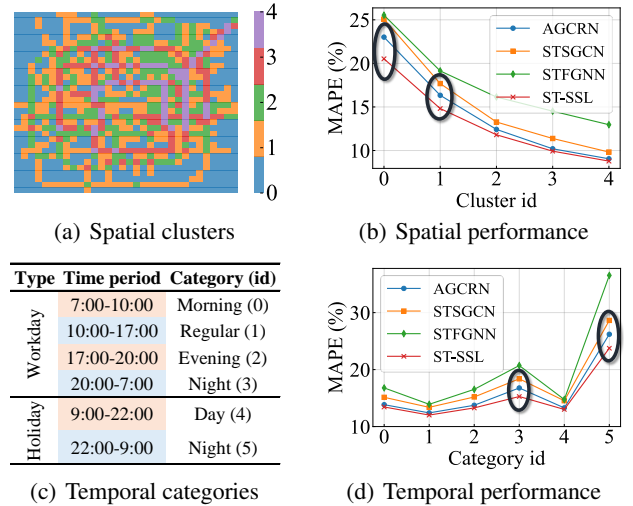 4
3
2
1
0
(a) Spatial clusters
25
20
15
10
MAPE (%)
AGCRN
STSGCN
STFGNN
ST-SSL
0 1 2 3 4
Cluster id
(b) Spatial performance
Type Time period Category (id)
Workday
7:00-10:00 Morning (0)
10:00-17:00 Regular (1)
17:00-20:00 Evening (2)
20:00-7:00 Night (3)
Holiday
9:00-22:00 Day (4)
22:00-9:00 Night (5)
(c) Temporal categories
30
20
10
MAPE (%)
AGCRN
STSGCN
STFGNN
ST-SSL
0 1 2 3 4 5
Category id
(d) Temporal performance